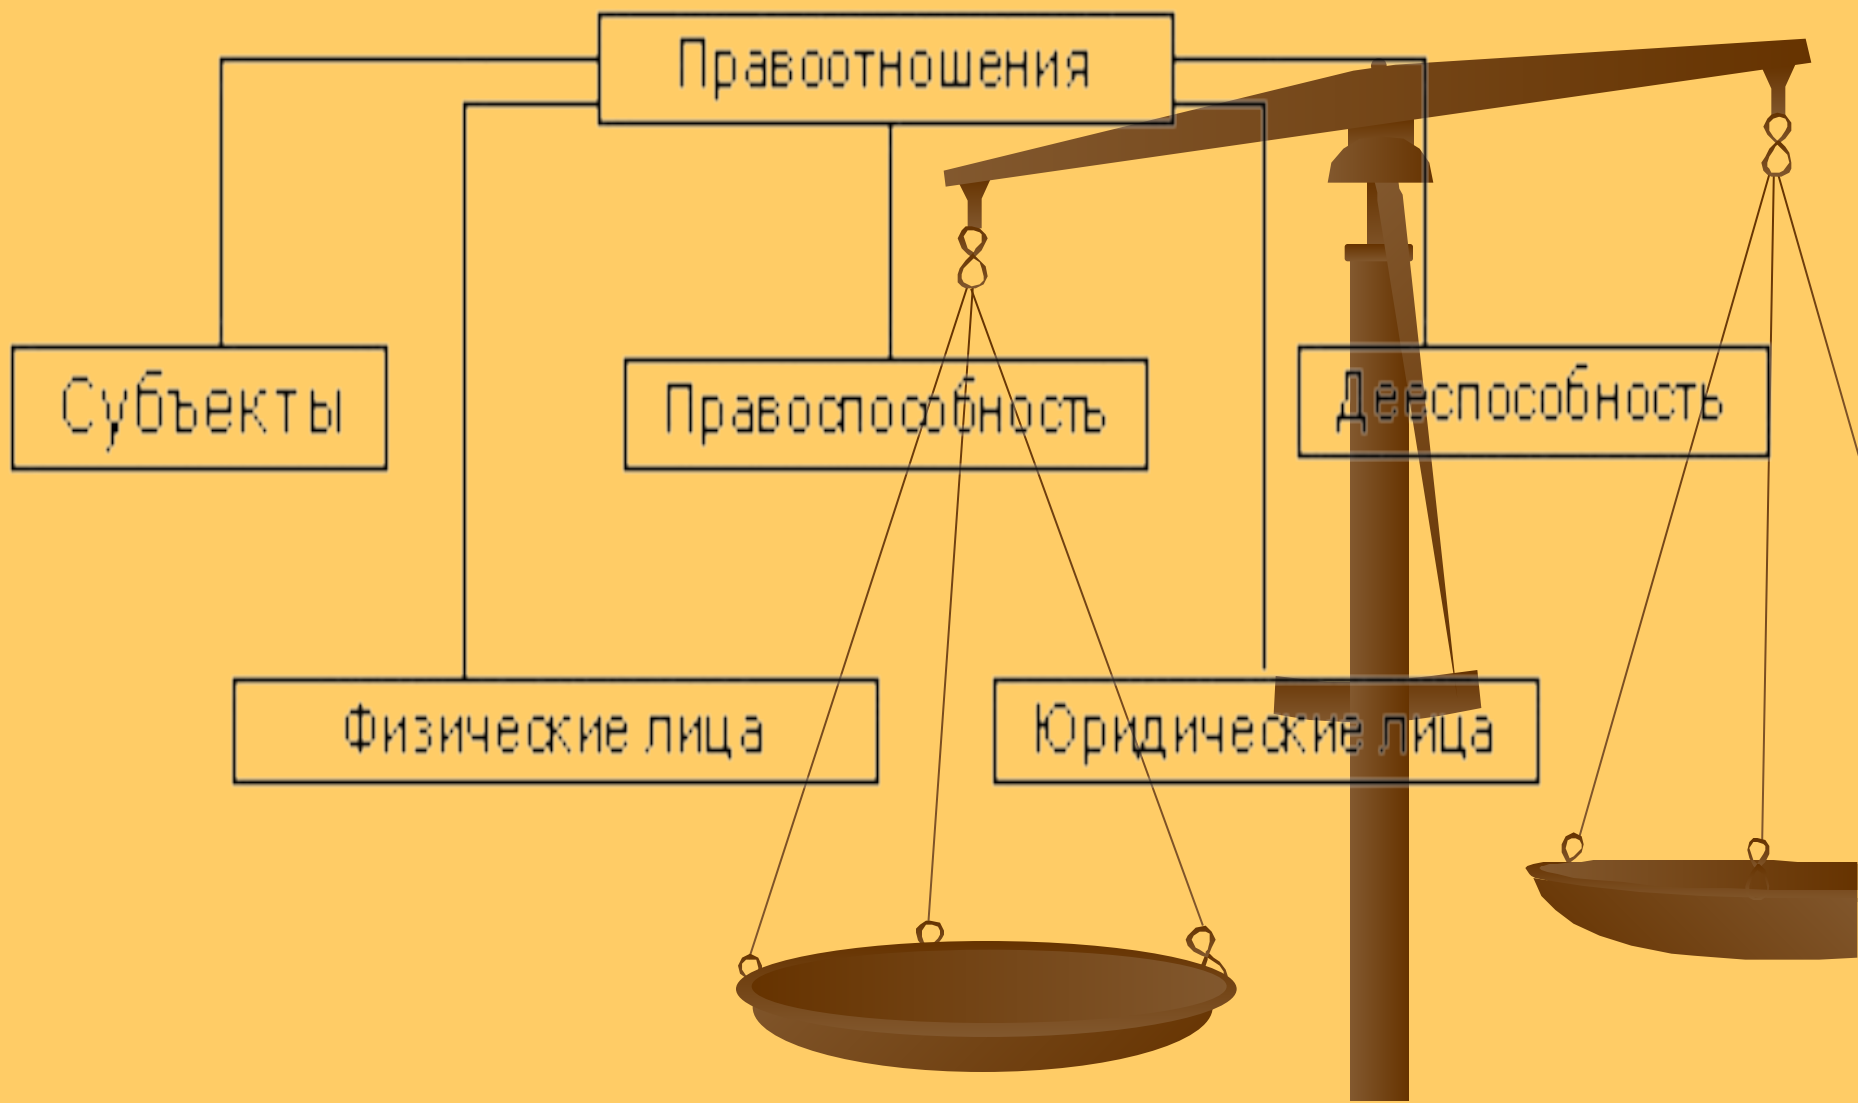 Правоотношения
Субъекты
Правоспособность
Дееспособность
Физические лица
Юридические лица